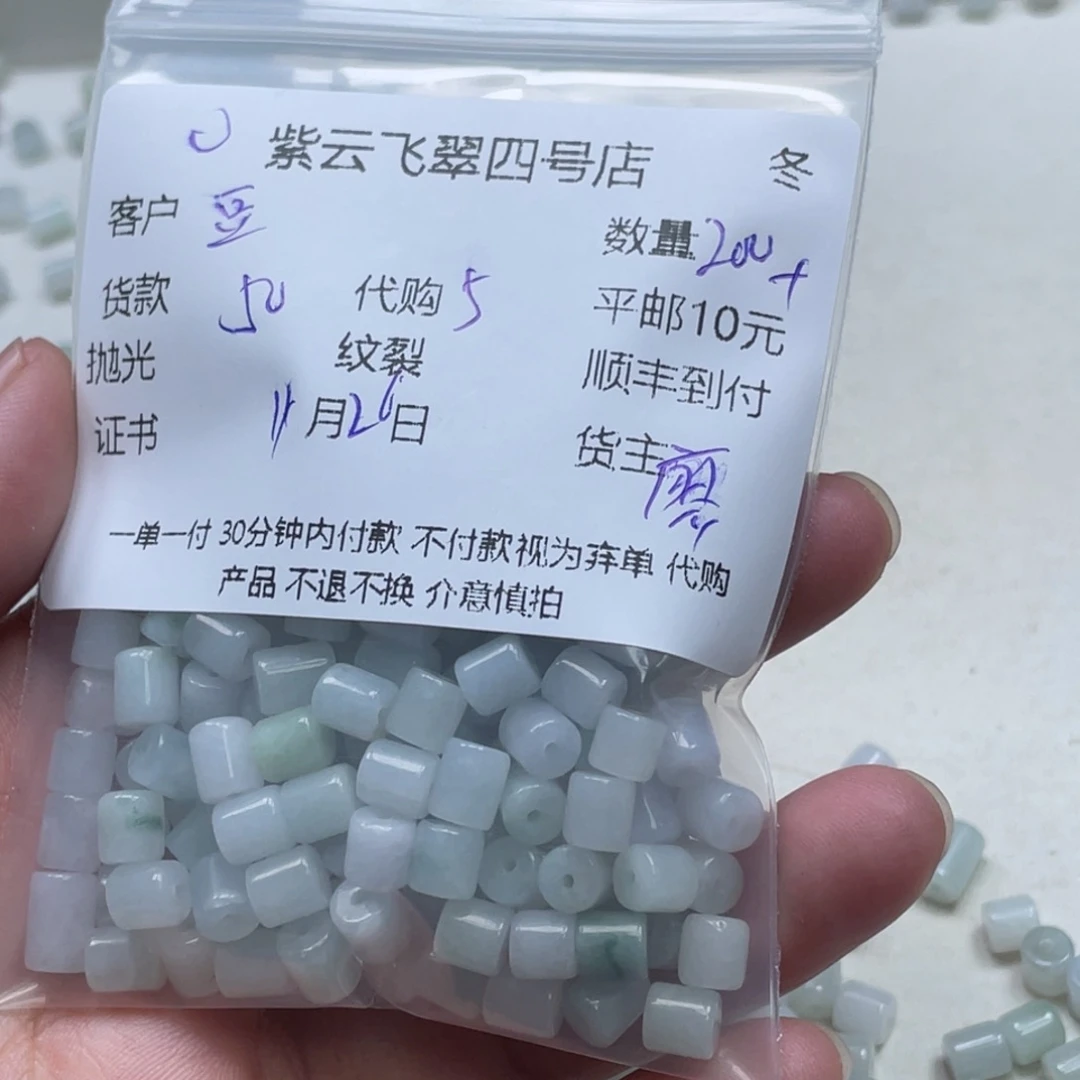 紫云飞翠四号店 冬
客户 豆 数量 200+
货款 50 代购 5 平邮10元
抛光 纹裂 顺丰到付
证书 11月26日 货主 廖
一单一付 30分钟内付款 不付款视为弃单 代购
产品 不退不换 介意慎拍